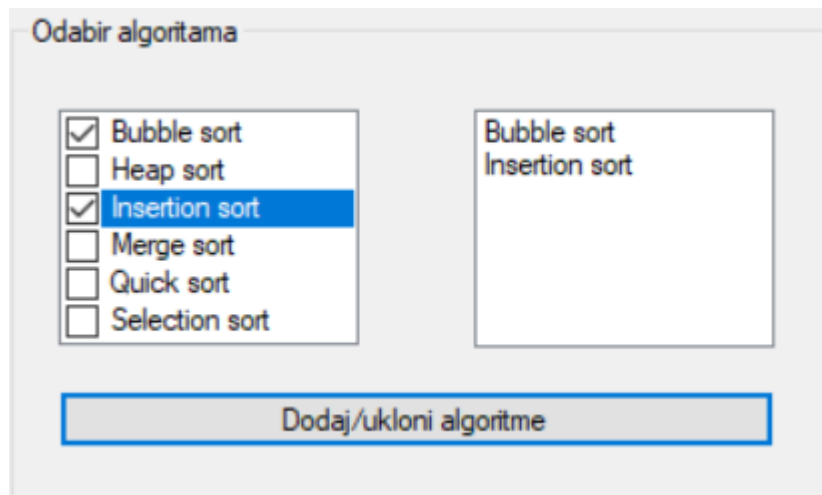 Odabir algoritama
Bubble sort
Heap sort
Insertion sort
Merge sort
Quick sort
Selection sort
Bubble sort
Insertion sort
Dodaj/ukloni algoritme